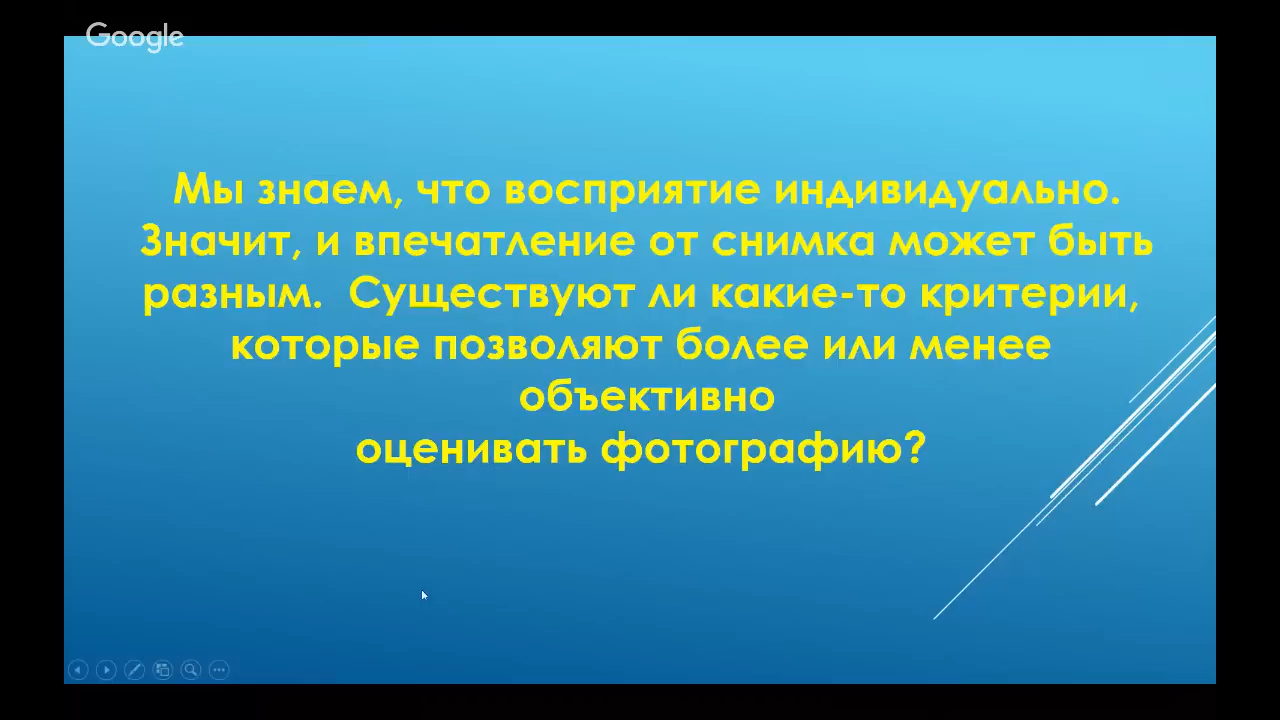 Google
Мы знаем, что восприятие индивидуально.
Значит, и впечатление от снимка может быть
разным. Существуют ли какие-то критерии,
которые позволяют более или менее
объективно
оценивать фотографию?